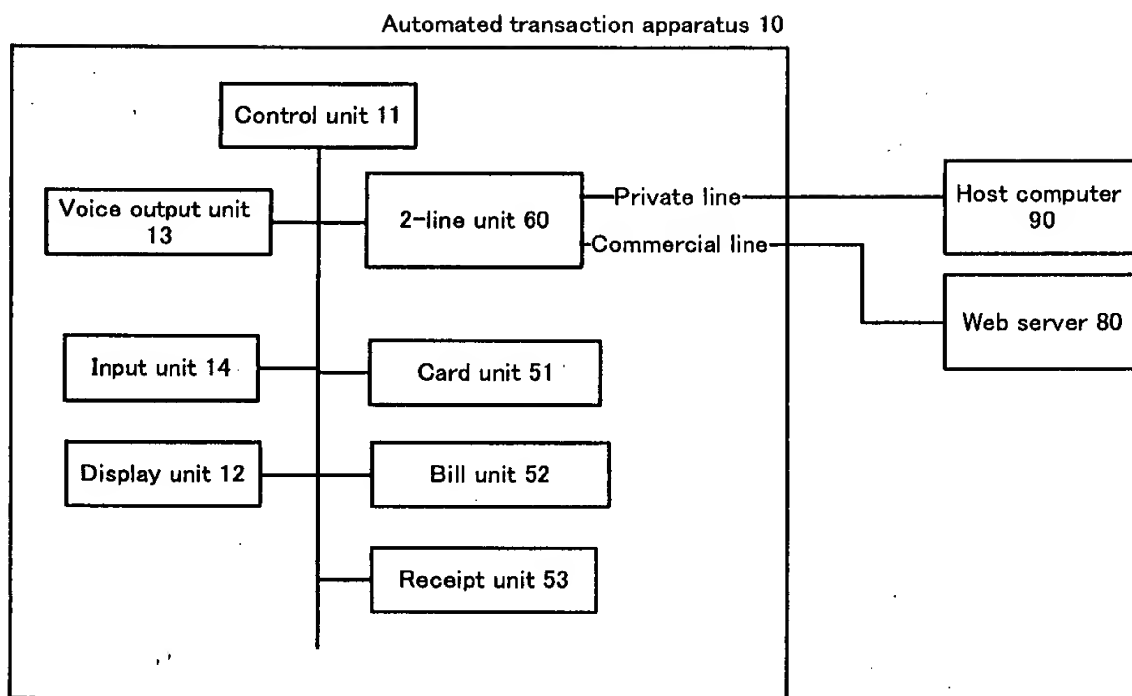 Automated transaction apparatus 10
Control unit 11
Voice output unit
13
2-line unit 60
Private line
Commercial line
Host computer
90
Web server 80
Input unit 14
Card unit 51
Display unit 12
Bill unit 52
Receipt unit 53